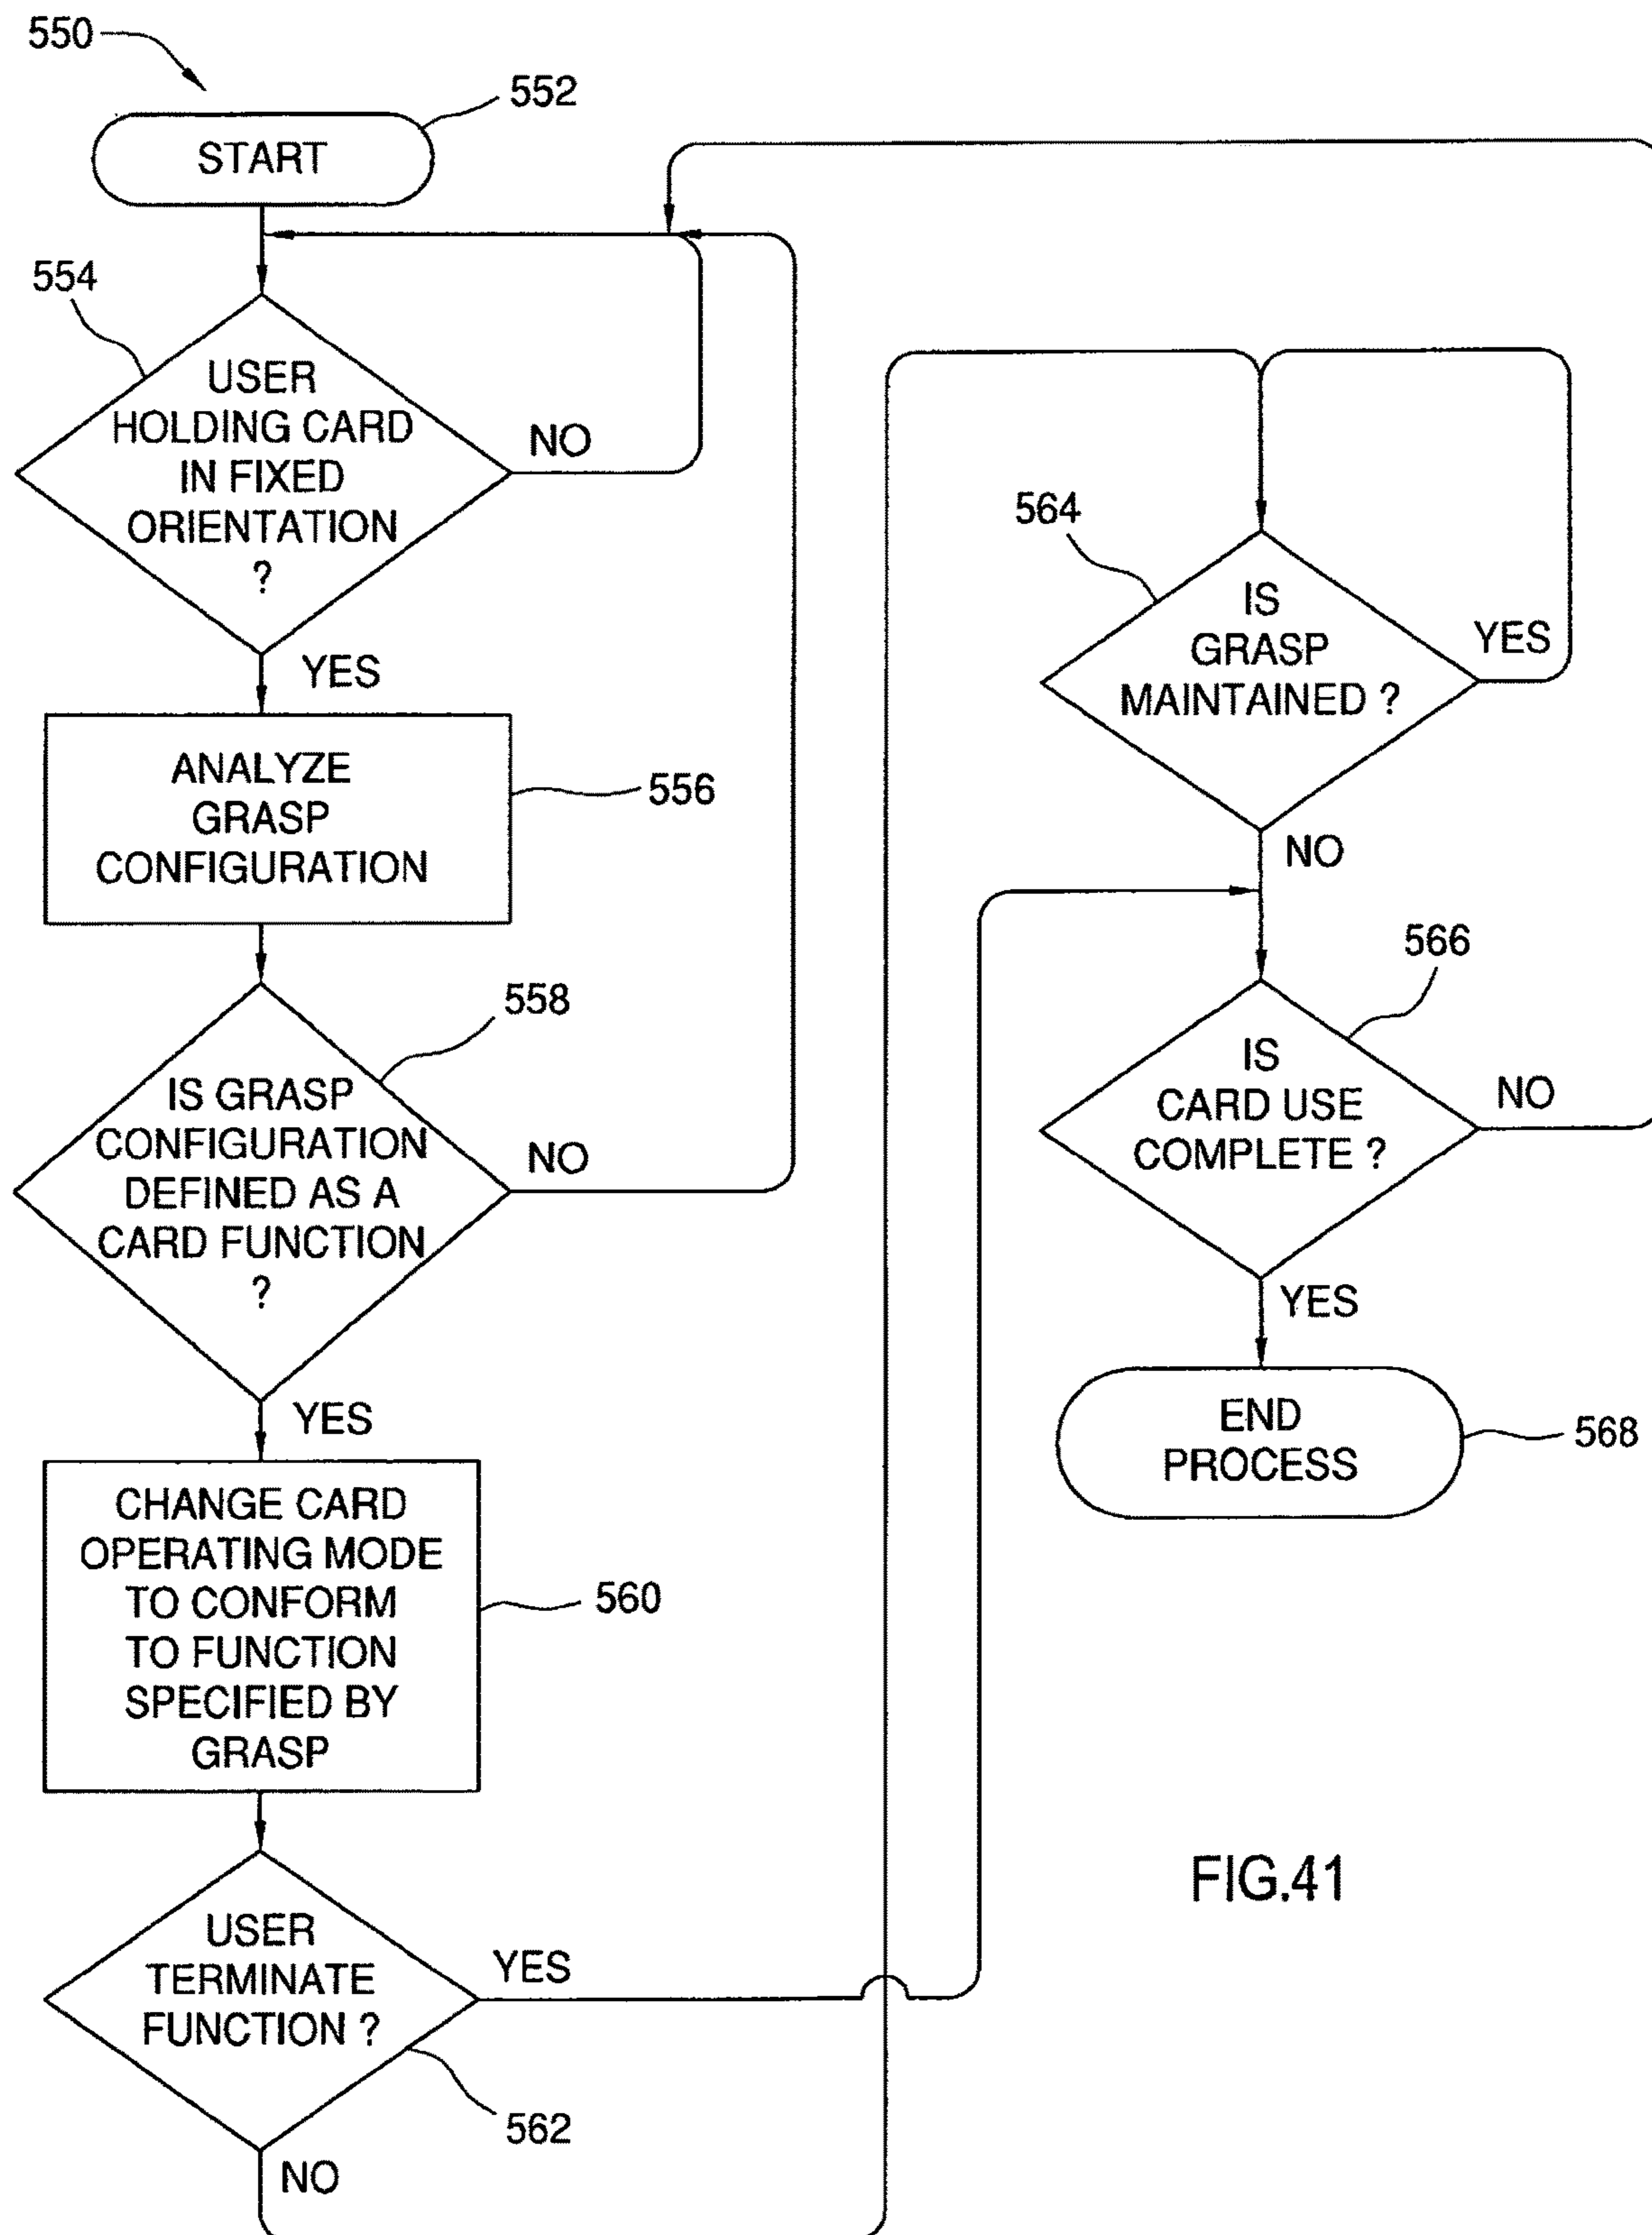 550
552
START
554
USER
HOLDING CARD
IN FIXED
ORIENTATION
?
NO
YES
ANALYZE
GRASP
CONFIGURATION
556
558
IS GRASP
CONFIGURATION
DEFINED AS A
CARD FUNCTION
?
NO
YES
CHANGE CARD
OPERATING MODE
TO CONFORM
TO FUNCTION
SPECIFIED BY
GRASP
560
USER
TERMINATE
FUNCTION ?
YES
562
NO
564
IS
GRASP
MAINTAINED ?
YES
NO
566
IS
CARD USE
COMPLETE ?
NO
YES
END
PROCESS
568
FIG.41